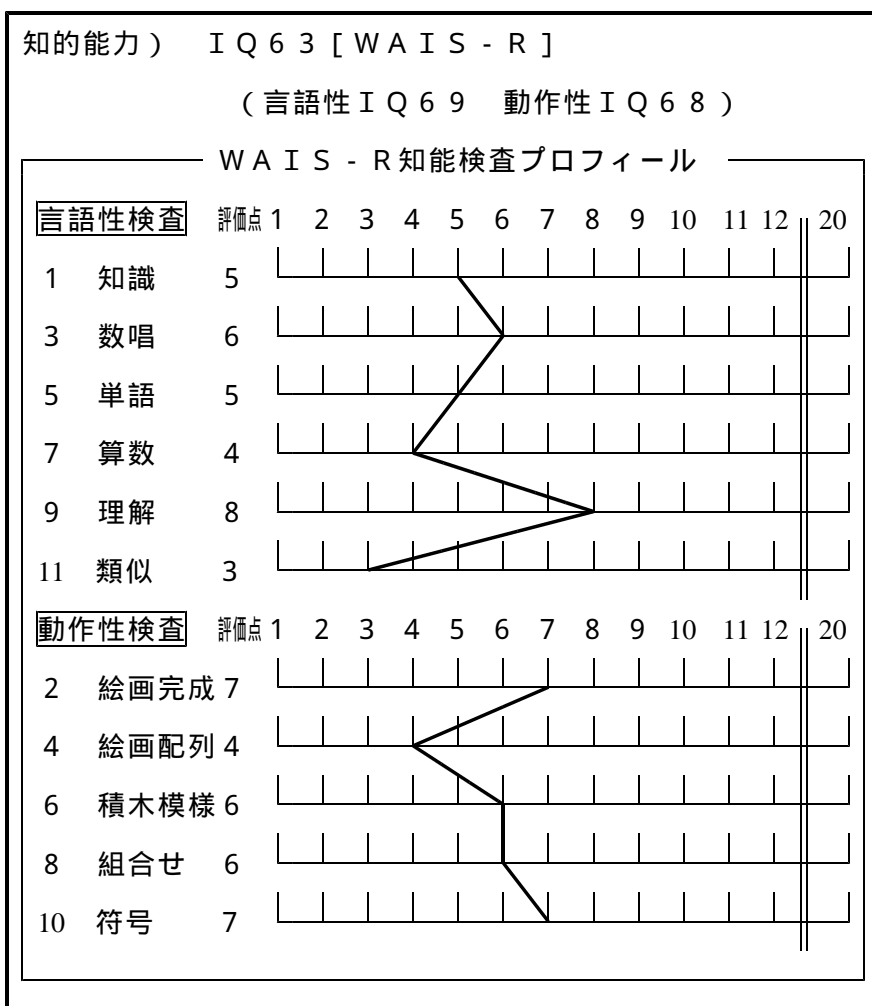 知的能力) IQ63[WAIS-R]
(言語性IQ69 動作性IQ68)
WAIS-R知能検査プロフィール
言語性検査 評価点 1 2 3 4 5 6 7 8 9 10 11 12 20
1 知識 5
3 数唱 6
5 単語 5
7 算数 4
9 理解 8
11 類似 3
動作性検査 評価点 1 2 3 4 5 6 7 8 9 10 11 12 20
2 絵画完成 7
4 絵画配列 4
6 積木模様 6
8 組合せ 6
10 符号 7